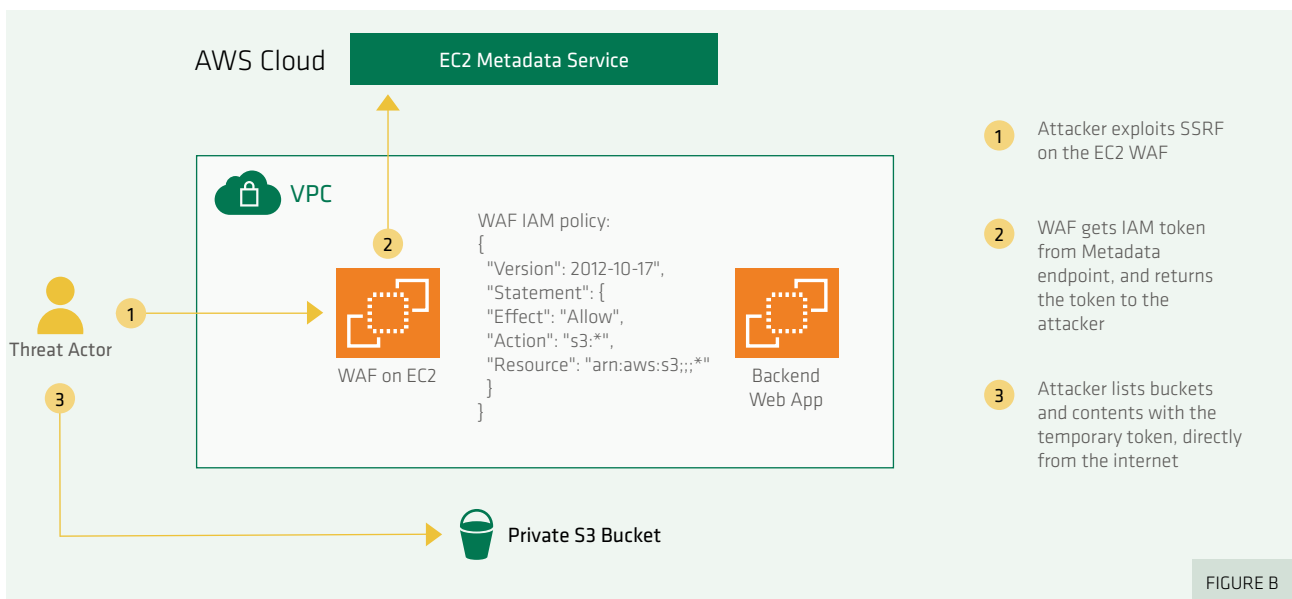 AWS Cloud
EC2 Metadata Service
VPC
2
WAF IAM policy:
{
"Version": 2012-10-17",
"Statement": {
"Effect": "Allow",
"Action": "s3:*",
"Resource": "arn:aws:s3;;;*"
}
}
1
Threat Actor
WAF on EC2
Backend
Web App
3
Private S3 Bucket
1
Attacker exploits SSRF
on the EC2 WAF
2
WAF gets IAM token
from Metadata
endpoint, and returns
the token to the
attacker
3
Attacker lists buckets
and contents with the
temporary token, directly
from the internet
FIGURE B